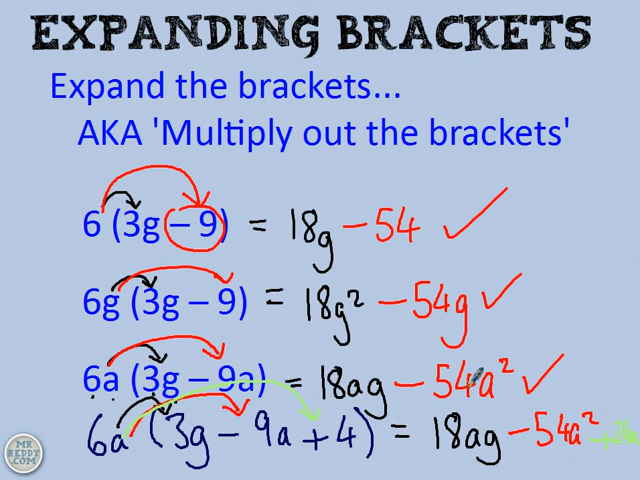 EXPANDING BRACKETS
Expand the brackets...
AKA 'Multiply out the brackets'
6 (3g – 9) = 18g – 54 ✓
6g (3g – 9) = 18g² – 54g ✓
6a (3g – 9a) = 18ag – 54a² ✓
6a (3g – 9a + 4) = 18ag – 54a² + 24a
MR
REDDY
.COM